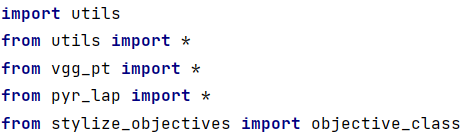 import utils
from utils import *
from vgg_pt import *
from pyr_lap import *
from stylize_objectives import objective_class